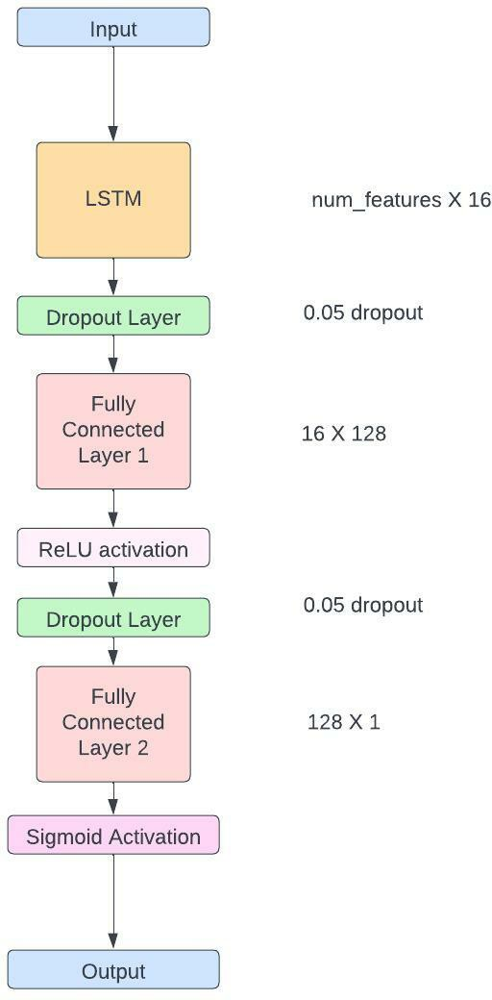 Input
LSTM
num_features X 16
Dropout Layer
0.05 dropout
Fully
Connected
Layer 1
16 X 128
ReLU activation
Dropout Layer
0.05 dropout
Fully
Connected
Layer 2
128 X 1
Sigmoid Activation
Output